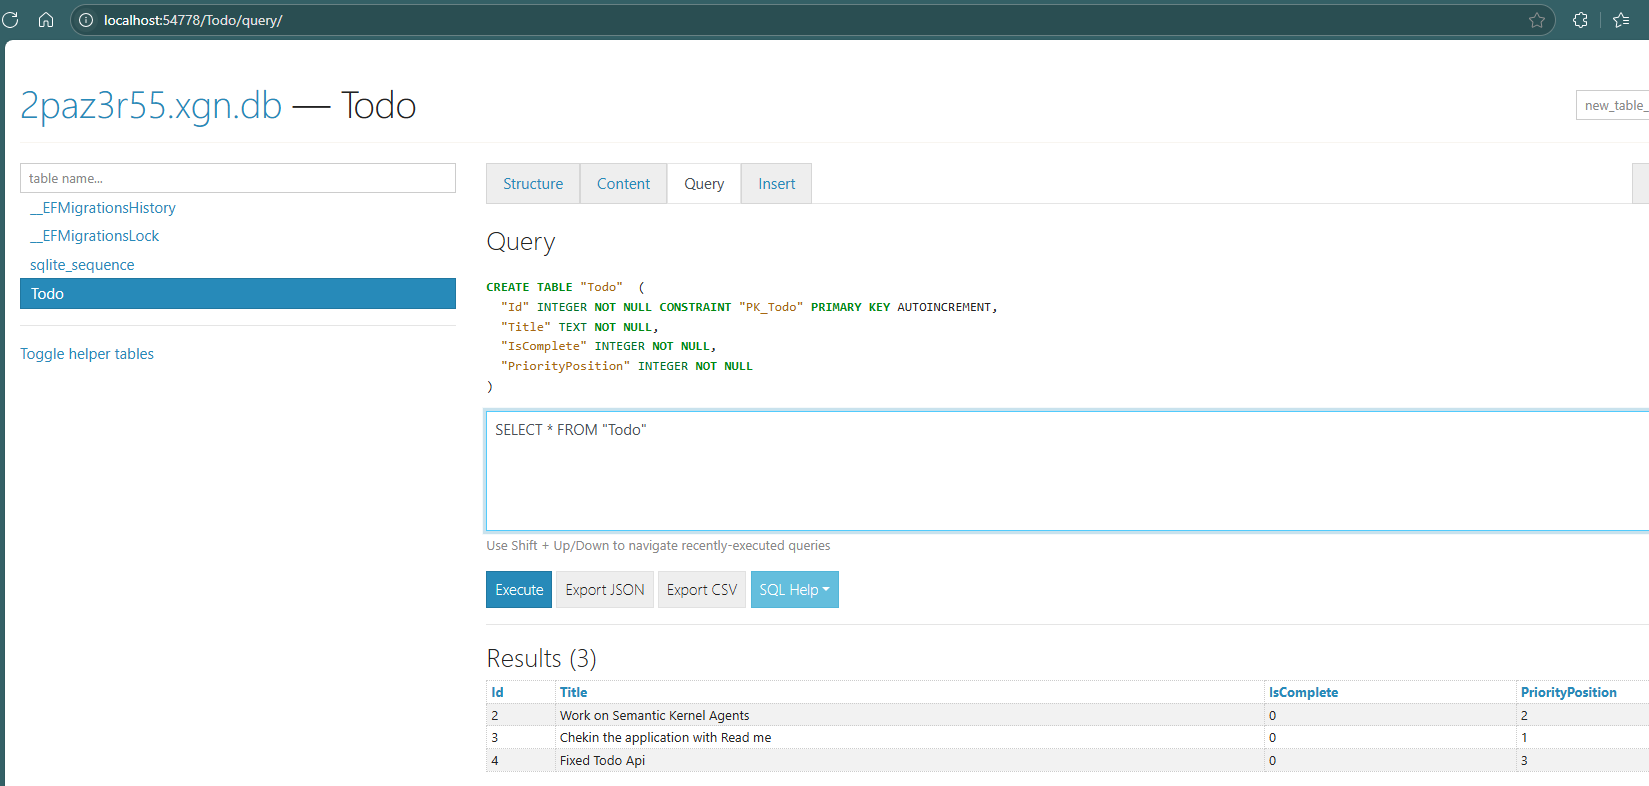 localhost:54778/Todo/query/
2paz3r55.xgn.db — Todo
new_table_
table name...
__EFMigrationsHistory
__EFMigrationsLock
sqlite_sequence
Todo
Toggle helper tables
Structure Content Query Insert
Query
CREATE TABLE "Todo" (
"Id" INTEGER NOT NULL CONSTRAINT "PK_Todo" PRIMARY KEY AUTOINCREMENT,
"Title" TEXT NOT NULL,
"IsComplete" INTEGER NOT NULL,
"PriorityPosition" INTEGER NOT NULL
)
SELECT * FROM "Todo"
Use Shift + Up/Down to navigate recently-executed queries
Execute Export JSON Export CSV SQL Help
Results (3)
Id Title IsComplete PriorityPosition
2 Work on Semantic Kernel Agents 0 2
3 Chekin the application with Read me 0 1
4 Fixed Todo Api 0 3